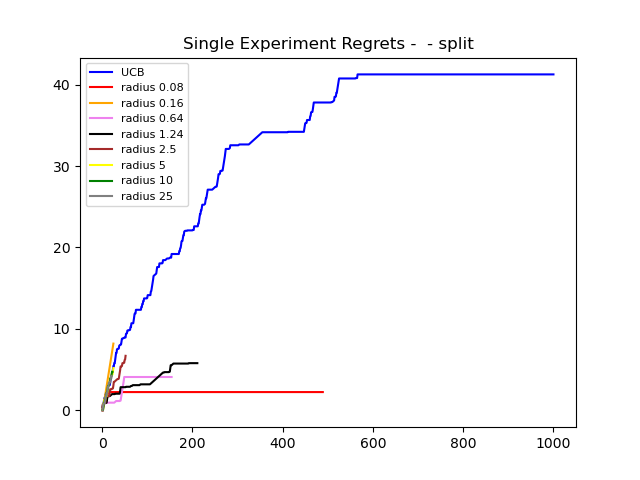 Single Experiment Regrets -  - split
UCB
radius 0.08
radius 0.16
radius 0.64
radius 1.24
radius 2.5
radius 5
radius 10
radius 25
40
30
20
10
0
0 200 400 600 800 1000